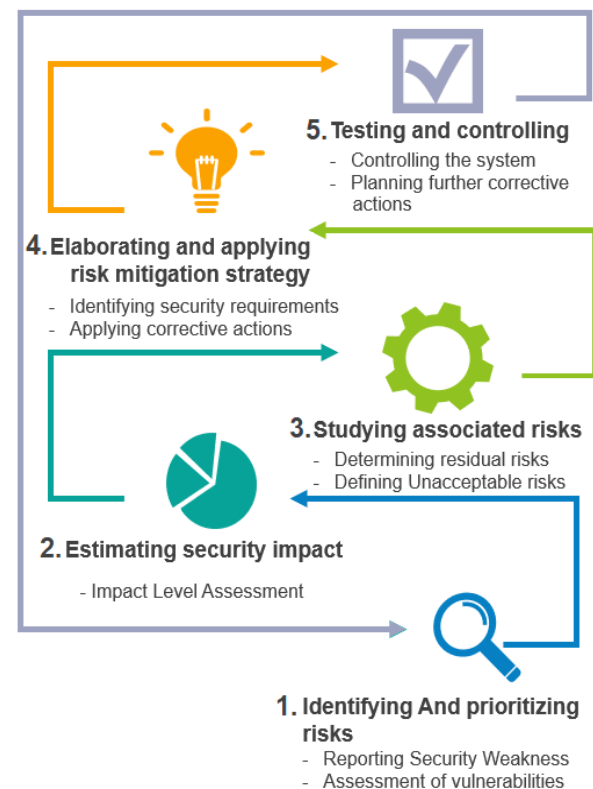 5. Testing and controlling
- Controlling the system
- Planning further corrective
actions
4. Elaborating and applying
risk mitigation strategy
- Identifying security requirements
- Applying corrective actions
3. Studying associated risks
- Determining residual risks
- Defining Unacceptable risks
2. Estimating security impact
- Impact Level Assessment
1. Identifying And prioritizing
risks
- Reporting Security Weakness
- Assessment of vulnerabilities